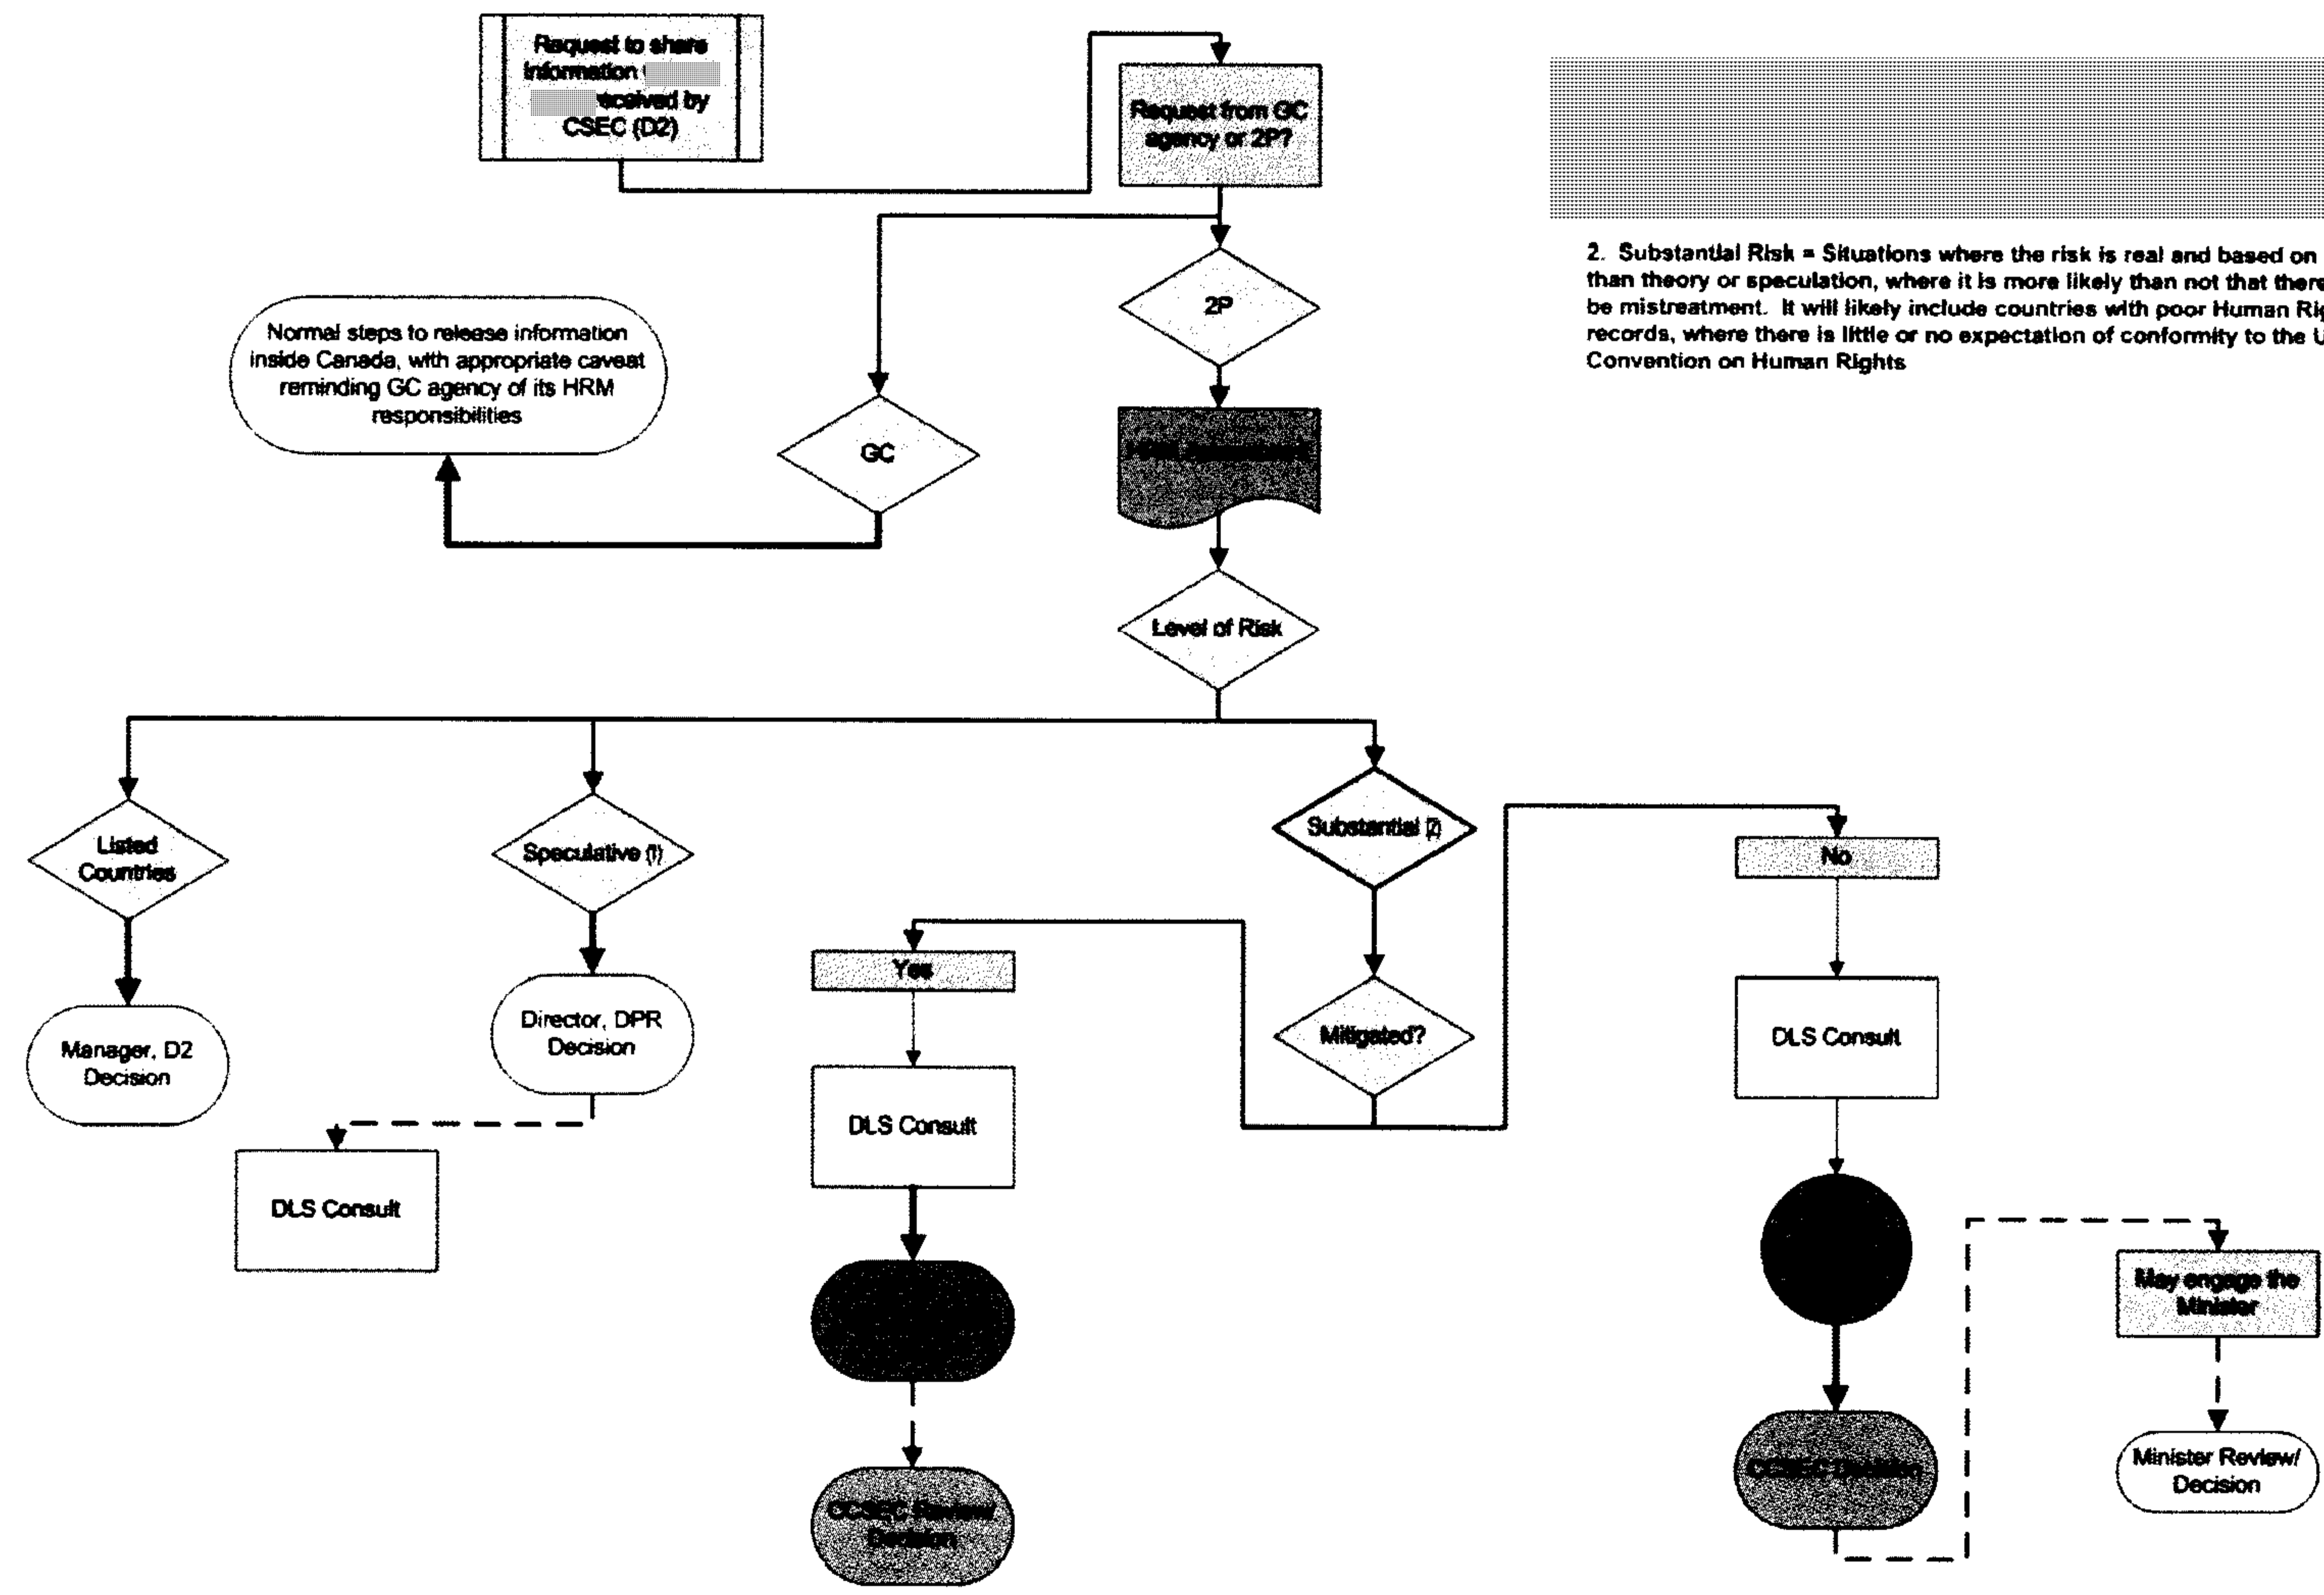 Request to share
information
received by
CSEC (D2)
Request from GC
agency or 2P?
2. Substantial Risk = Situations where the risk is real and based on
than theory or speculation, where it is more likely than not that there
be mistreatment. It will likely include countries with poor Human Rig
records, where there is little or no expectation of conformity to the U
Convention on Human Rights
2P
Normal steps to release information
inside Canada, with appropriate caveat
reminding GC agency of its HRM
responsibilities
GC
Level of Risk
Listed
Countries
Speculative (1)
Substantial (2)
No
Yes
Mitigated?
Manager, D2
Decision
Director, DPR
Decision
DLS Consult
DLS Consult
DLS Consult
May engage the
Minister
CCSEC Decision
Minister Review/
Decision
CCSEC Review/
Decision